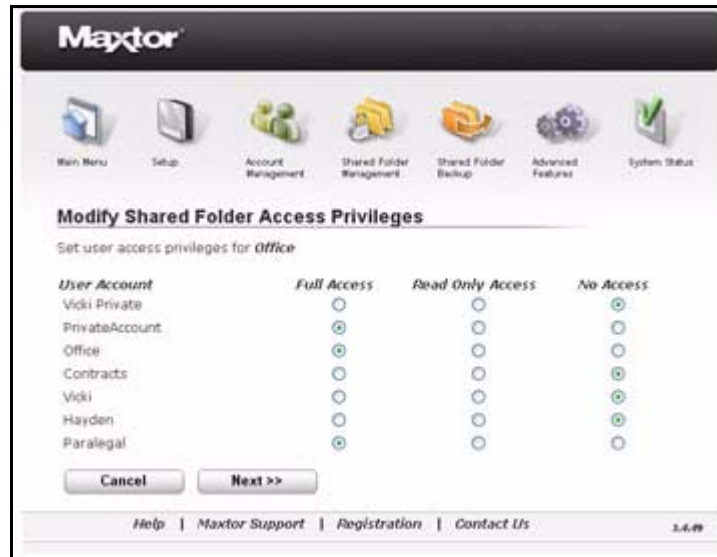 Maxtor
Main Menu
Setup
Account Management
Shared Folder Management
Shared Folder Backup
Advanced Features
System Status
Modify Shared Folder Access Privileges
Set user access privileges for Office
User Account Full Access Read Only Access No Access
Vicki Private
PrivateAccount
Office
Contracts
Vicki
Hayden
Paralegal
Cancel Next >>
Help | Maxtor Support | Registration | Contact Us